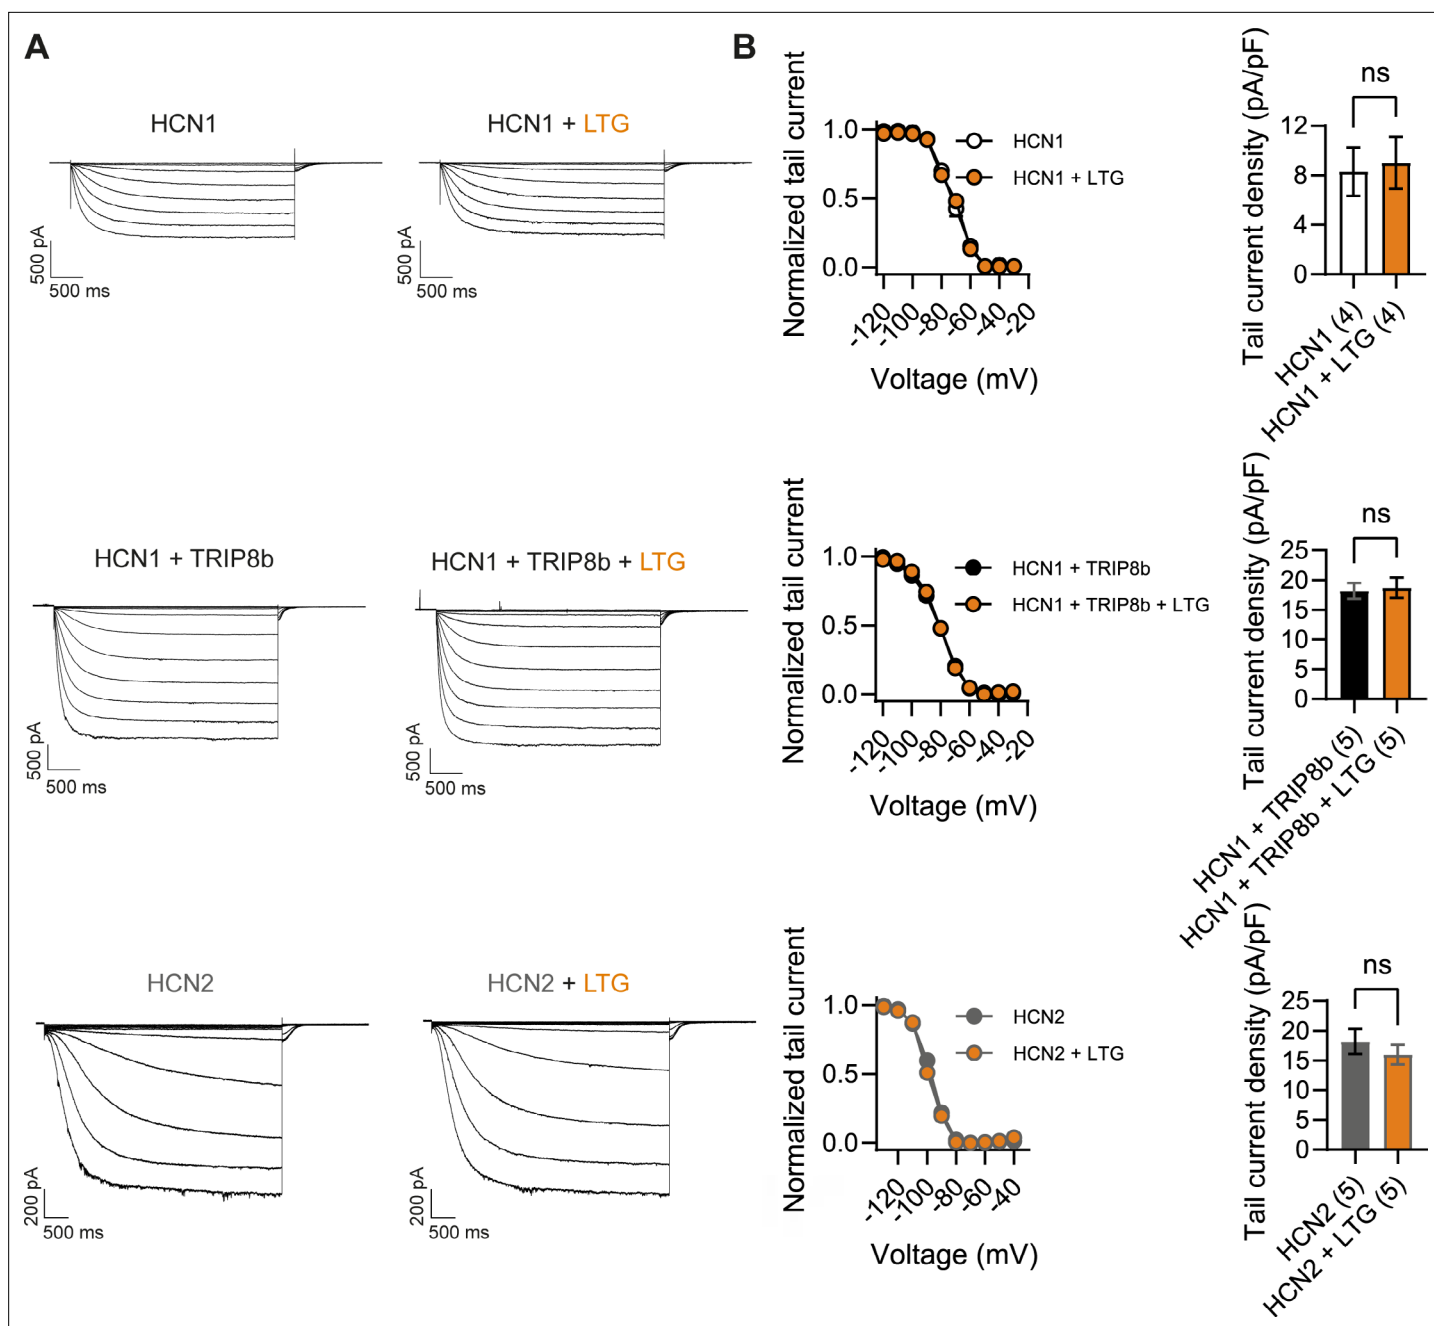 A
B
HCN1
HCN1 + LTG
500 pA
500 ms
500 pA
500 ms
Normalized tail current
1.0
0.5
0.0
-120
-100
-80
-60
-40
-20
Voltage (mV)
HCN1
HCN1 + LTG
Tail current density (pA/pF)
ns
12
8
4
0
HCN1 (4)
HCN1 + LTG (4)
HCN1 + TRIP8b
HCN1 + TRIP8b + LTG
500 pA
500 ms
500 pA
500 ms
Normalized tail current
1.0
0.5
0.0
-120
-100
-80
-60
-40
-20
Voltage (mV)
HCN1 + TRIP8b
HCN1 + TRIP8b + LTG
Tail current density (pA/pF)
ns
25
20
15
10
5
0
HCN1 + TRIP8b (5)
HCN1 + TRIP8b + LTG (5)
HCN2
HCN2 + LTG
200 pA
500 ms
200 pA
500 ms
Normalized tail current
1.0
0.5
0.0
-120
-100
-80
-60
-40
Voltage (mV)
HCN2
HCN2 + LTG
Tail current density (pA/pF)
ns
25
20
15
10
5
0
HCN2 (5)
HCN2 + LTG (5)